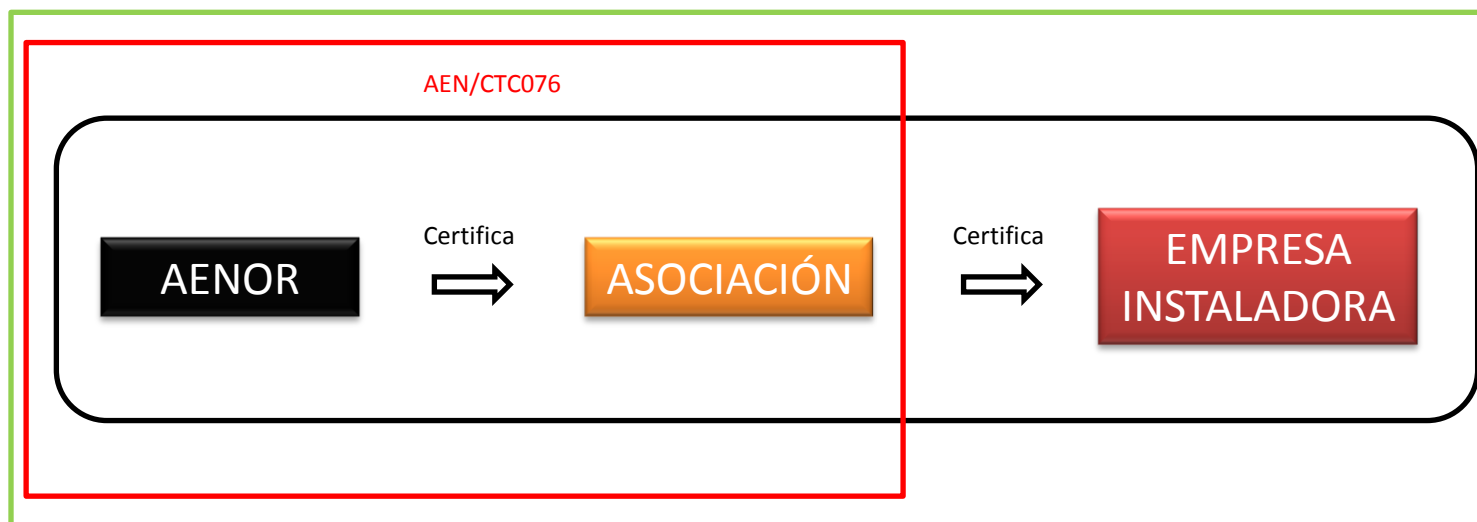 AEN/CTC076
AENOR
Certifica
ASOCIACIÓN
Certifica
EMPRESA
INSTALADORA